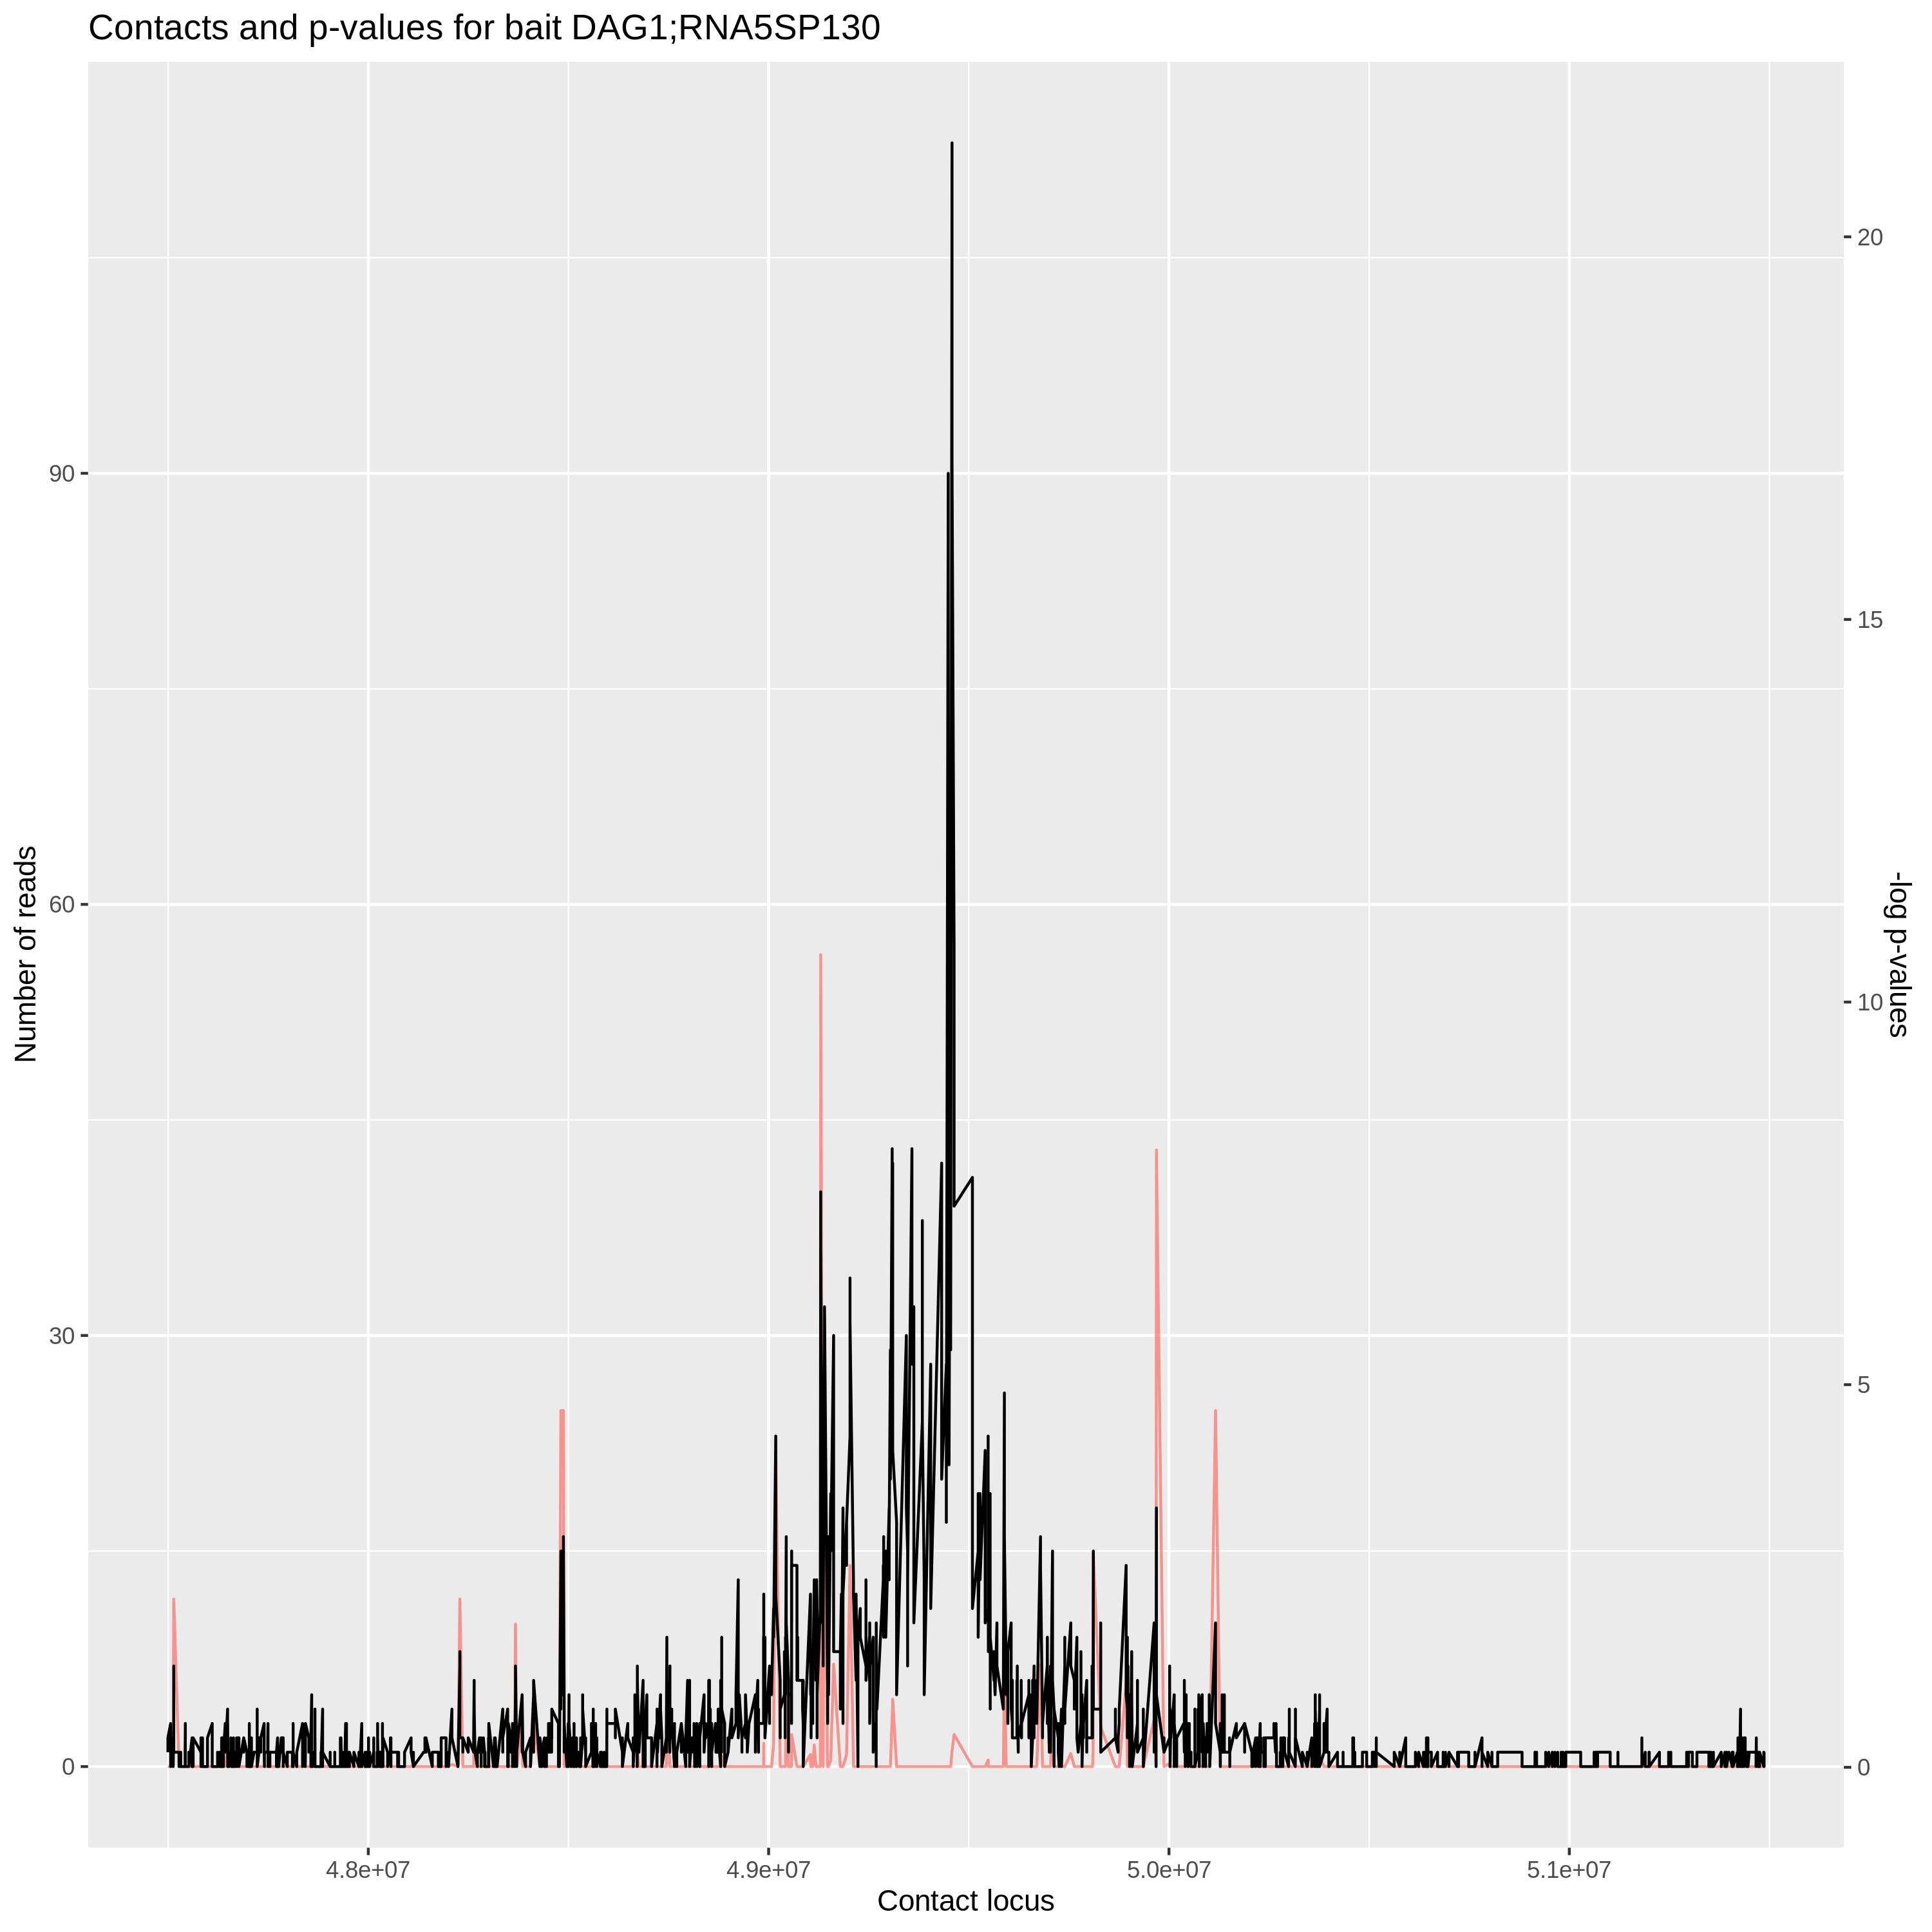 Contacts and p-values for bait DAG1;RNA5SP130
Number of reads
90
60
30
0
20
15
10
5
0
-log p-values
4.8e+07
4.9e+07
5.0e+07
5.1e+07
Contact locus